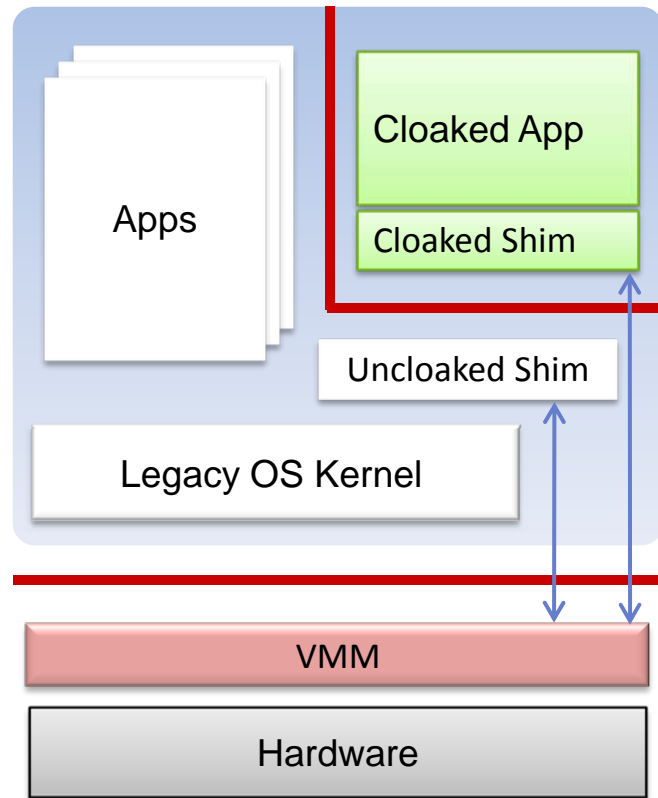 Cloaked App
Apps
Cloaked Shim
Uncloaked Shim
Legacy OS Kernel
VMM
Hardware